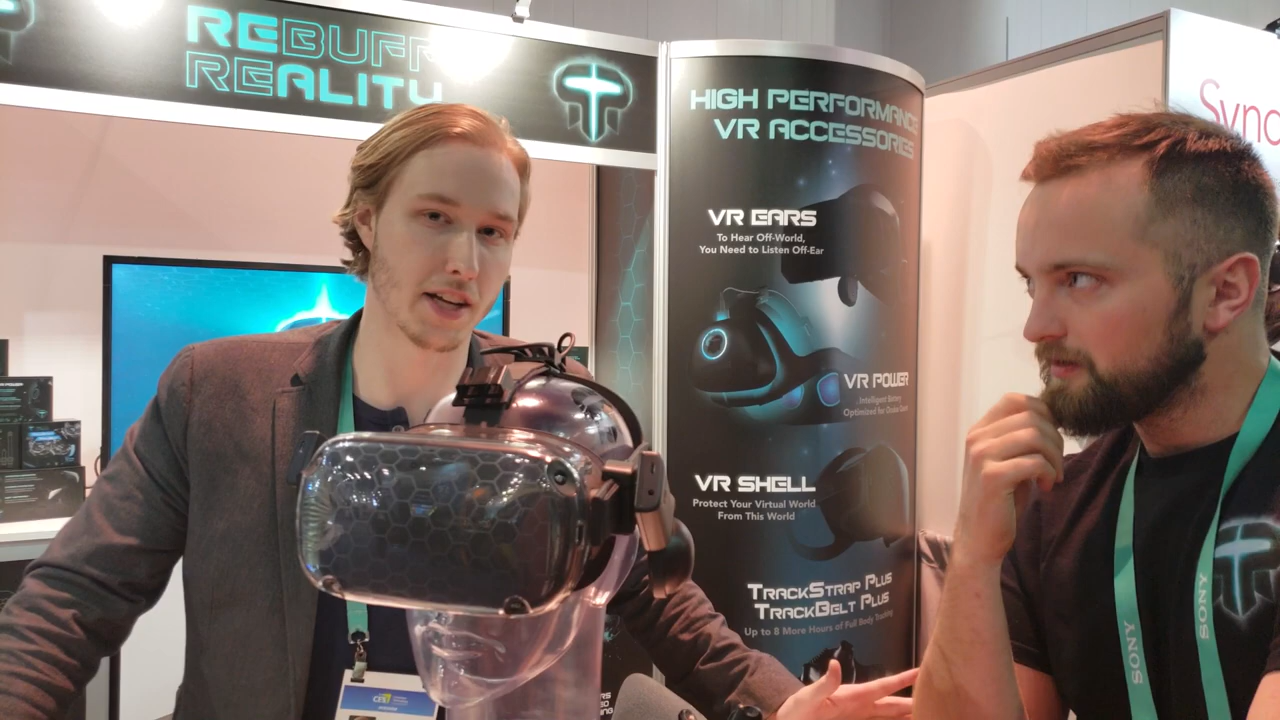 REBUFF
REALITY
HIGH PERFORMANCE
VR ACCESSORIES
Sync
VR EARS
To Hear Off-World,
You Need to Listen Off-Ear
VR POWER
Intelligent Battery
Optimized for Oculus Quest
VR SHELL
Protect Your Virtual World
From This World
TRACKSTRAP PLUS
TRACKBELT PLUS
Up to 8 More Hours of Full Body Tracking
SONY
SONY
CES